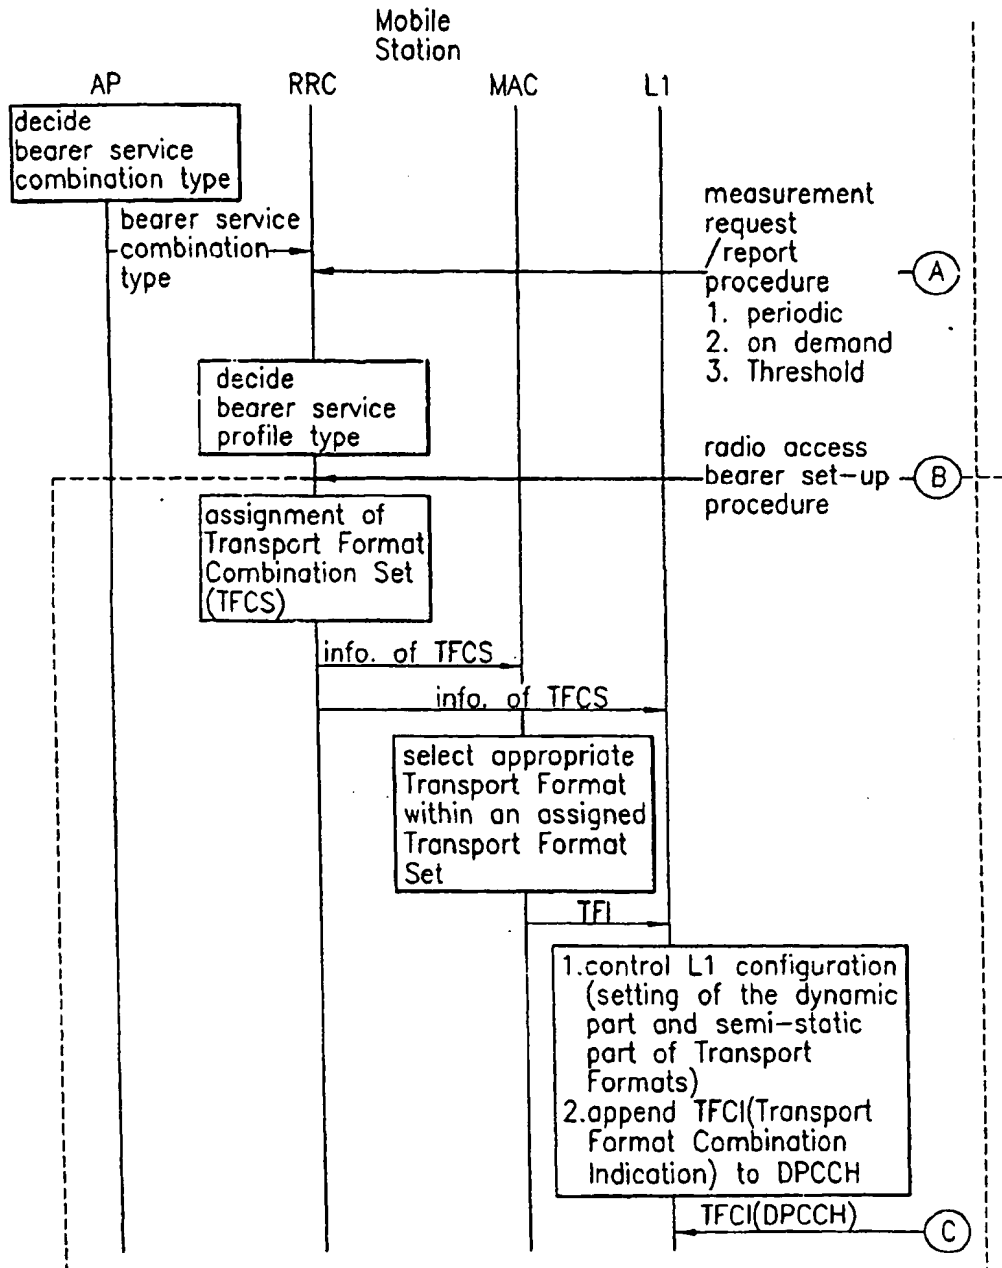 Mobile
Station
AP RRC MAC L1
decide
bearer service
combination type
bearer service
combination
type
measurement
request
/report
procedure
1. periodic
2. on demand
3. Threshold
A
decide
bearer service
profile type
radio access
bearer set-up
procedure
B
assignment of
Transport Format
Combination Set
(TFCS)
info. of TFCS
info. of TFCS
select appropriate
Transport Format
within an assigned
Transport Format
Set
TFI
1.control L1 configuration
(setting of the dynamic
part and semi-static
part of Transport
Formats)
2.append TFCI(Transport
Format Combination
Indication) to DPCCH
TFCI(DPCCH)
C